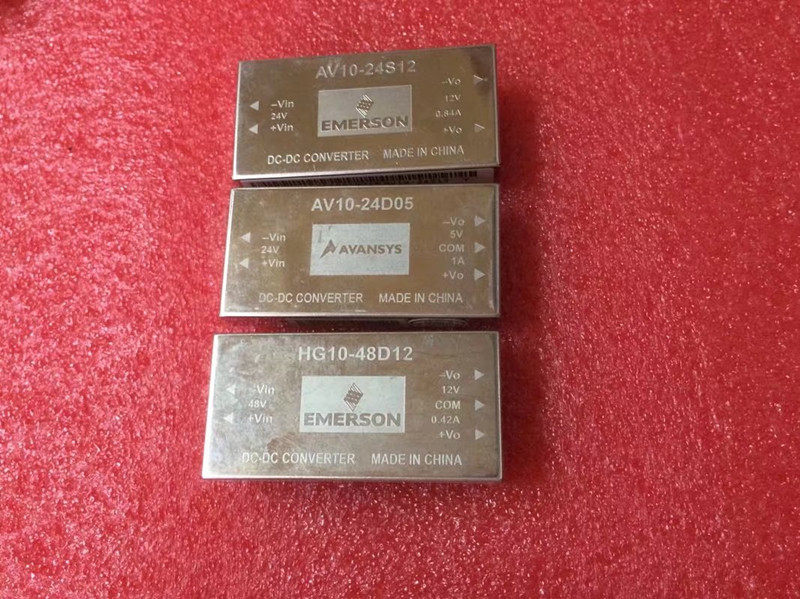 AV10-24S12
–Vin
24V
+Vin
EMERSON
–Vo
12V
0.84A
+Vo
DC-DC CONVERTER MADE IN CHINA
AV10-24D05
–Vin
24V
+Vin
AVANSYS
–Vo
5V
COM
1A
+Vo
DC-DC CONVERTER MADE IN CHINA
HG10-48D12
–Vin
48V
+Vin
EMERSON
–Vo
12V
COM
0.42A
+Vo
DC-DC CONVERTER MADE IN CHINA